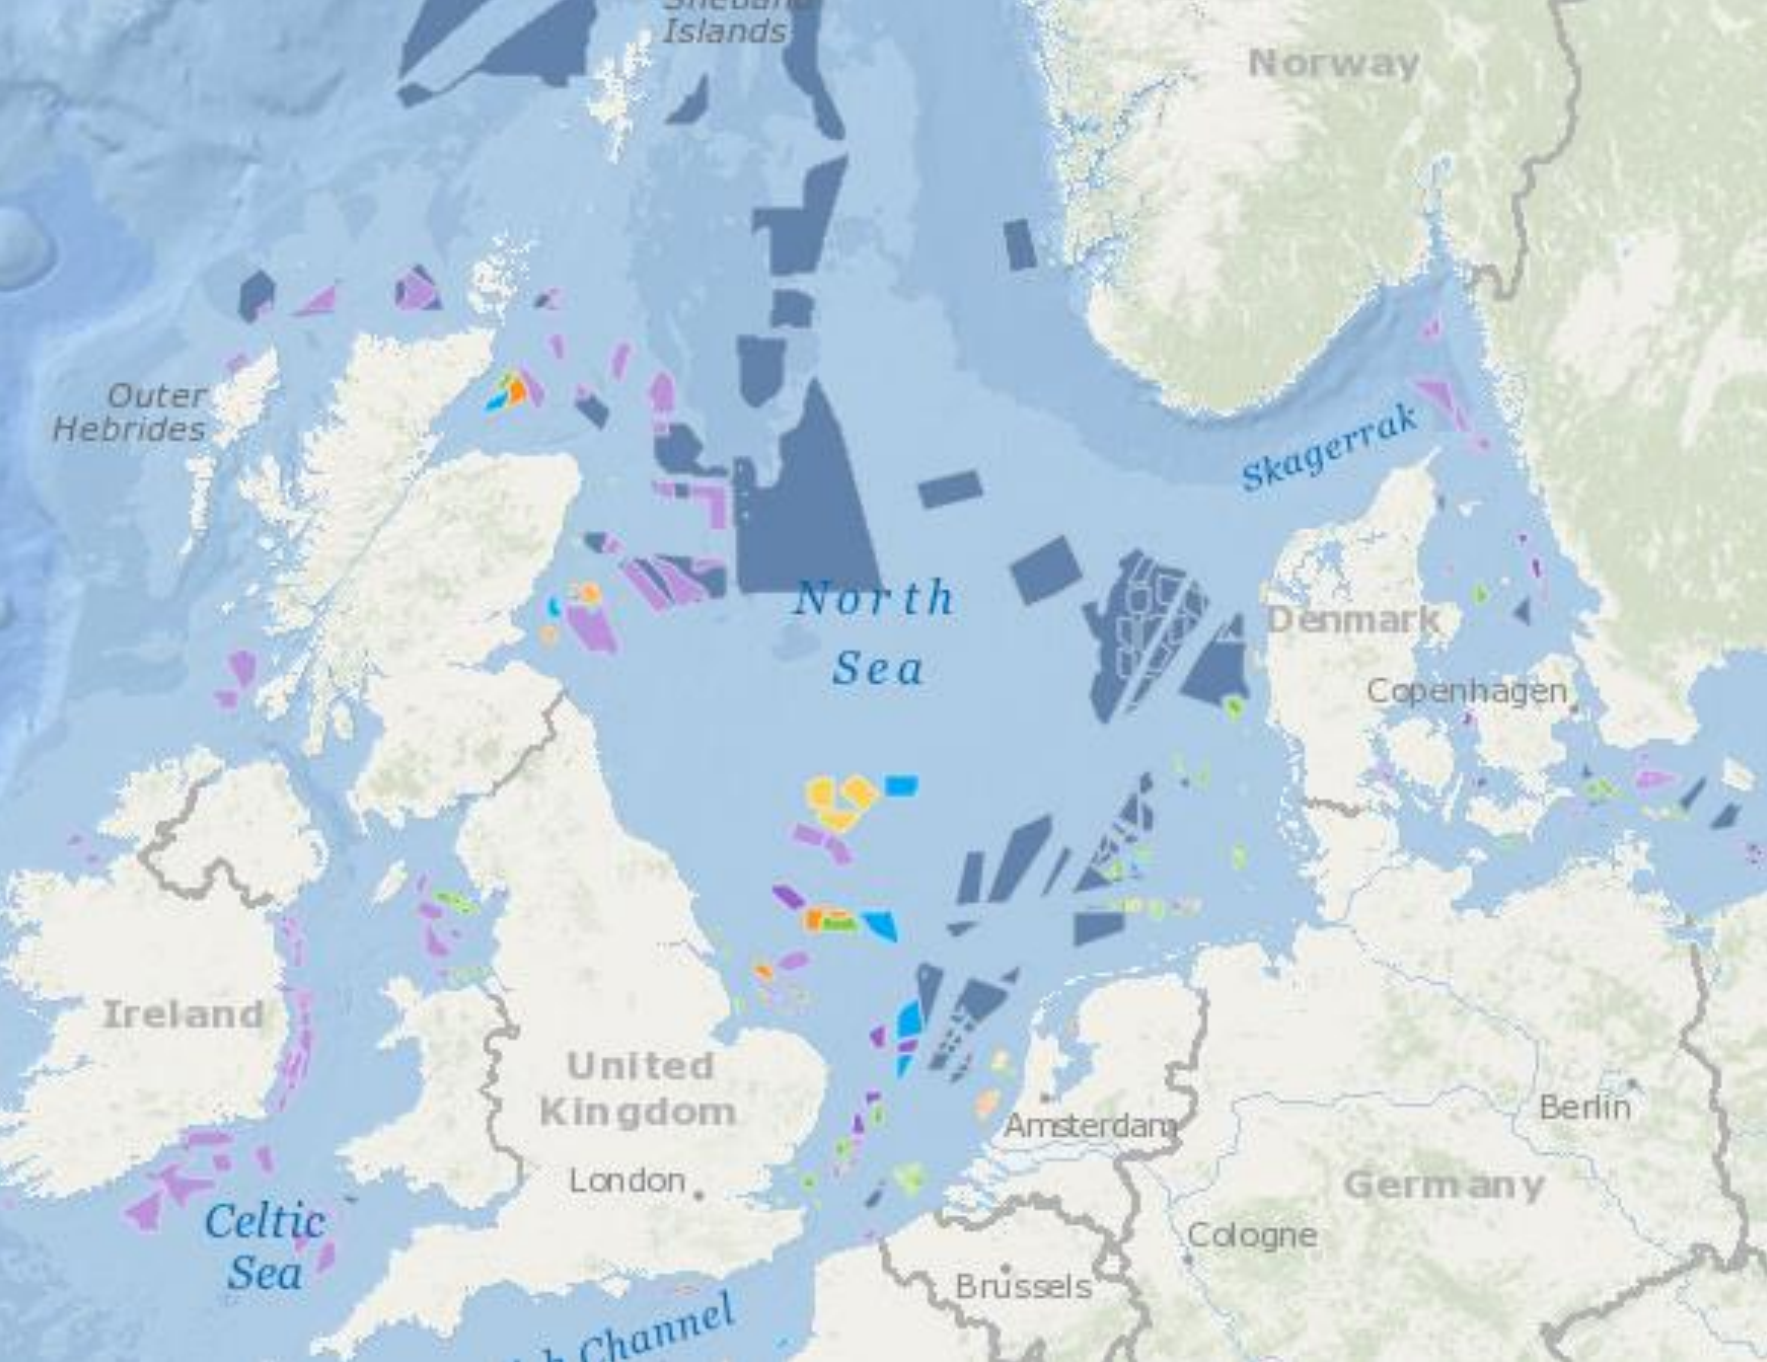 Shetland
Islands
Norway
Outer
Hebrides
Skagerrak
North
Sea
Denmark
Copenhagen
Ireland
United
Kingdom
Amsterdam
Berlin
London
Germany
Celtic
Sea
Cologne
Brussels
Channel